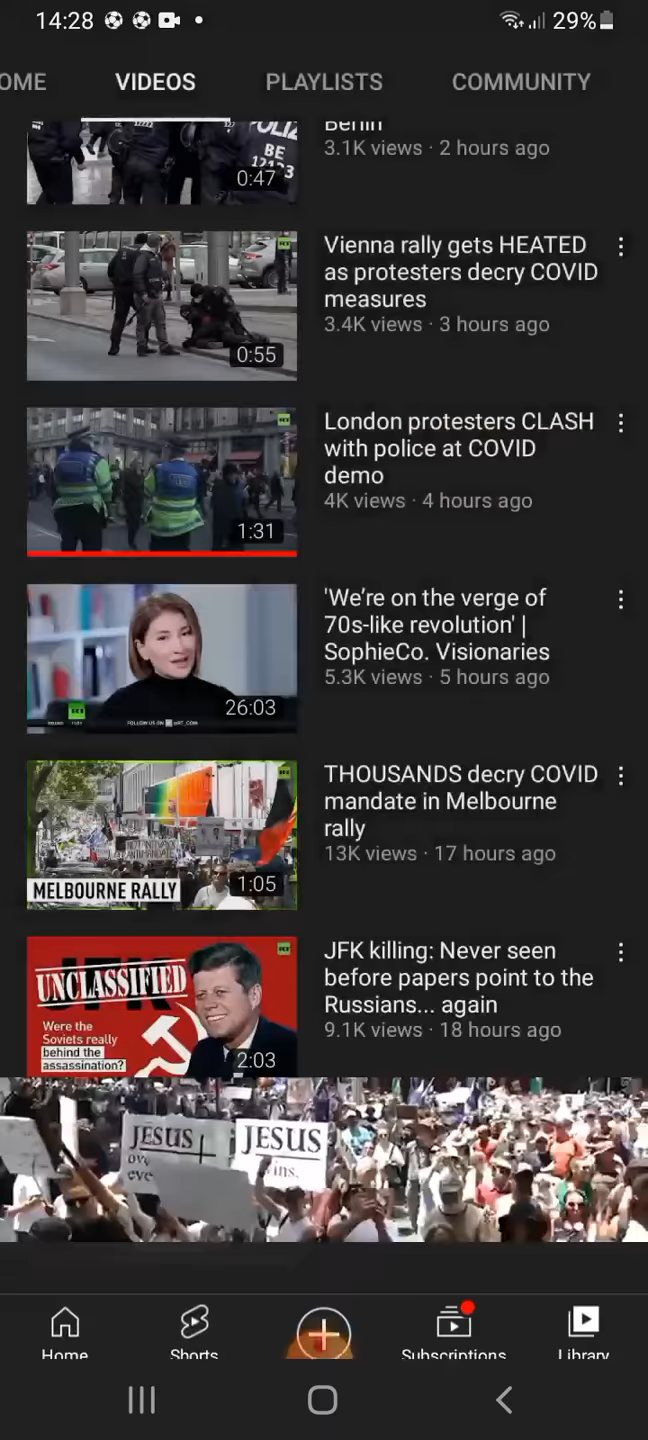 14:28
29%
OME
VIDEOS
PLAYLISTS
COMMUNITY
Berlin
3.1K views · 2 hours ago
BE
0:47
Vienna rally gets HEATED
as protesters decry COVID
measures
3.4K views · 3 hours ago
RT
0:55
London protesters CLASH
with police at COVID
demo
4K views · 4 hours ago
1:31
'We’re on the verge of
70s-like revolution' |
SophieCo. Visionaries
5.3K views · 5 hours ago
26:03
THOUSANDS decry COVID
mandate in Melbourne
rally
13K views · 17 hours ago
MELBOURNE RALLY
1:05
JFK killing: Never seen
before papers point to the
Russians... again
9.1K views · 18 hours ago
UNCLASSIFIED
Were the
Soviets really
behind the
assassination?
2:03
JESUS
JESUS
Home
Shorts
Subscriptions
Library